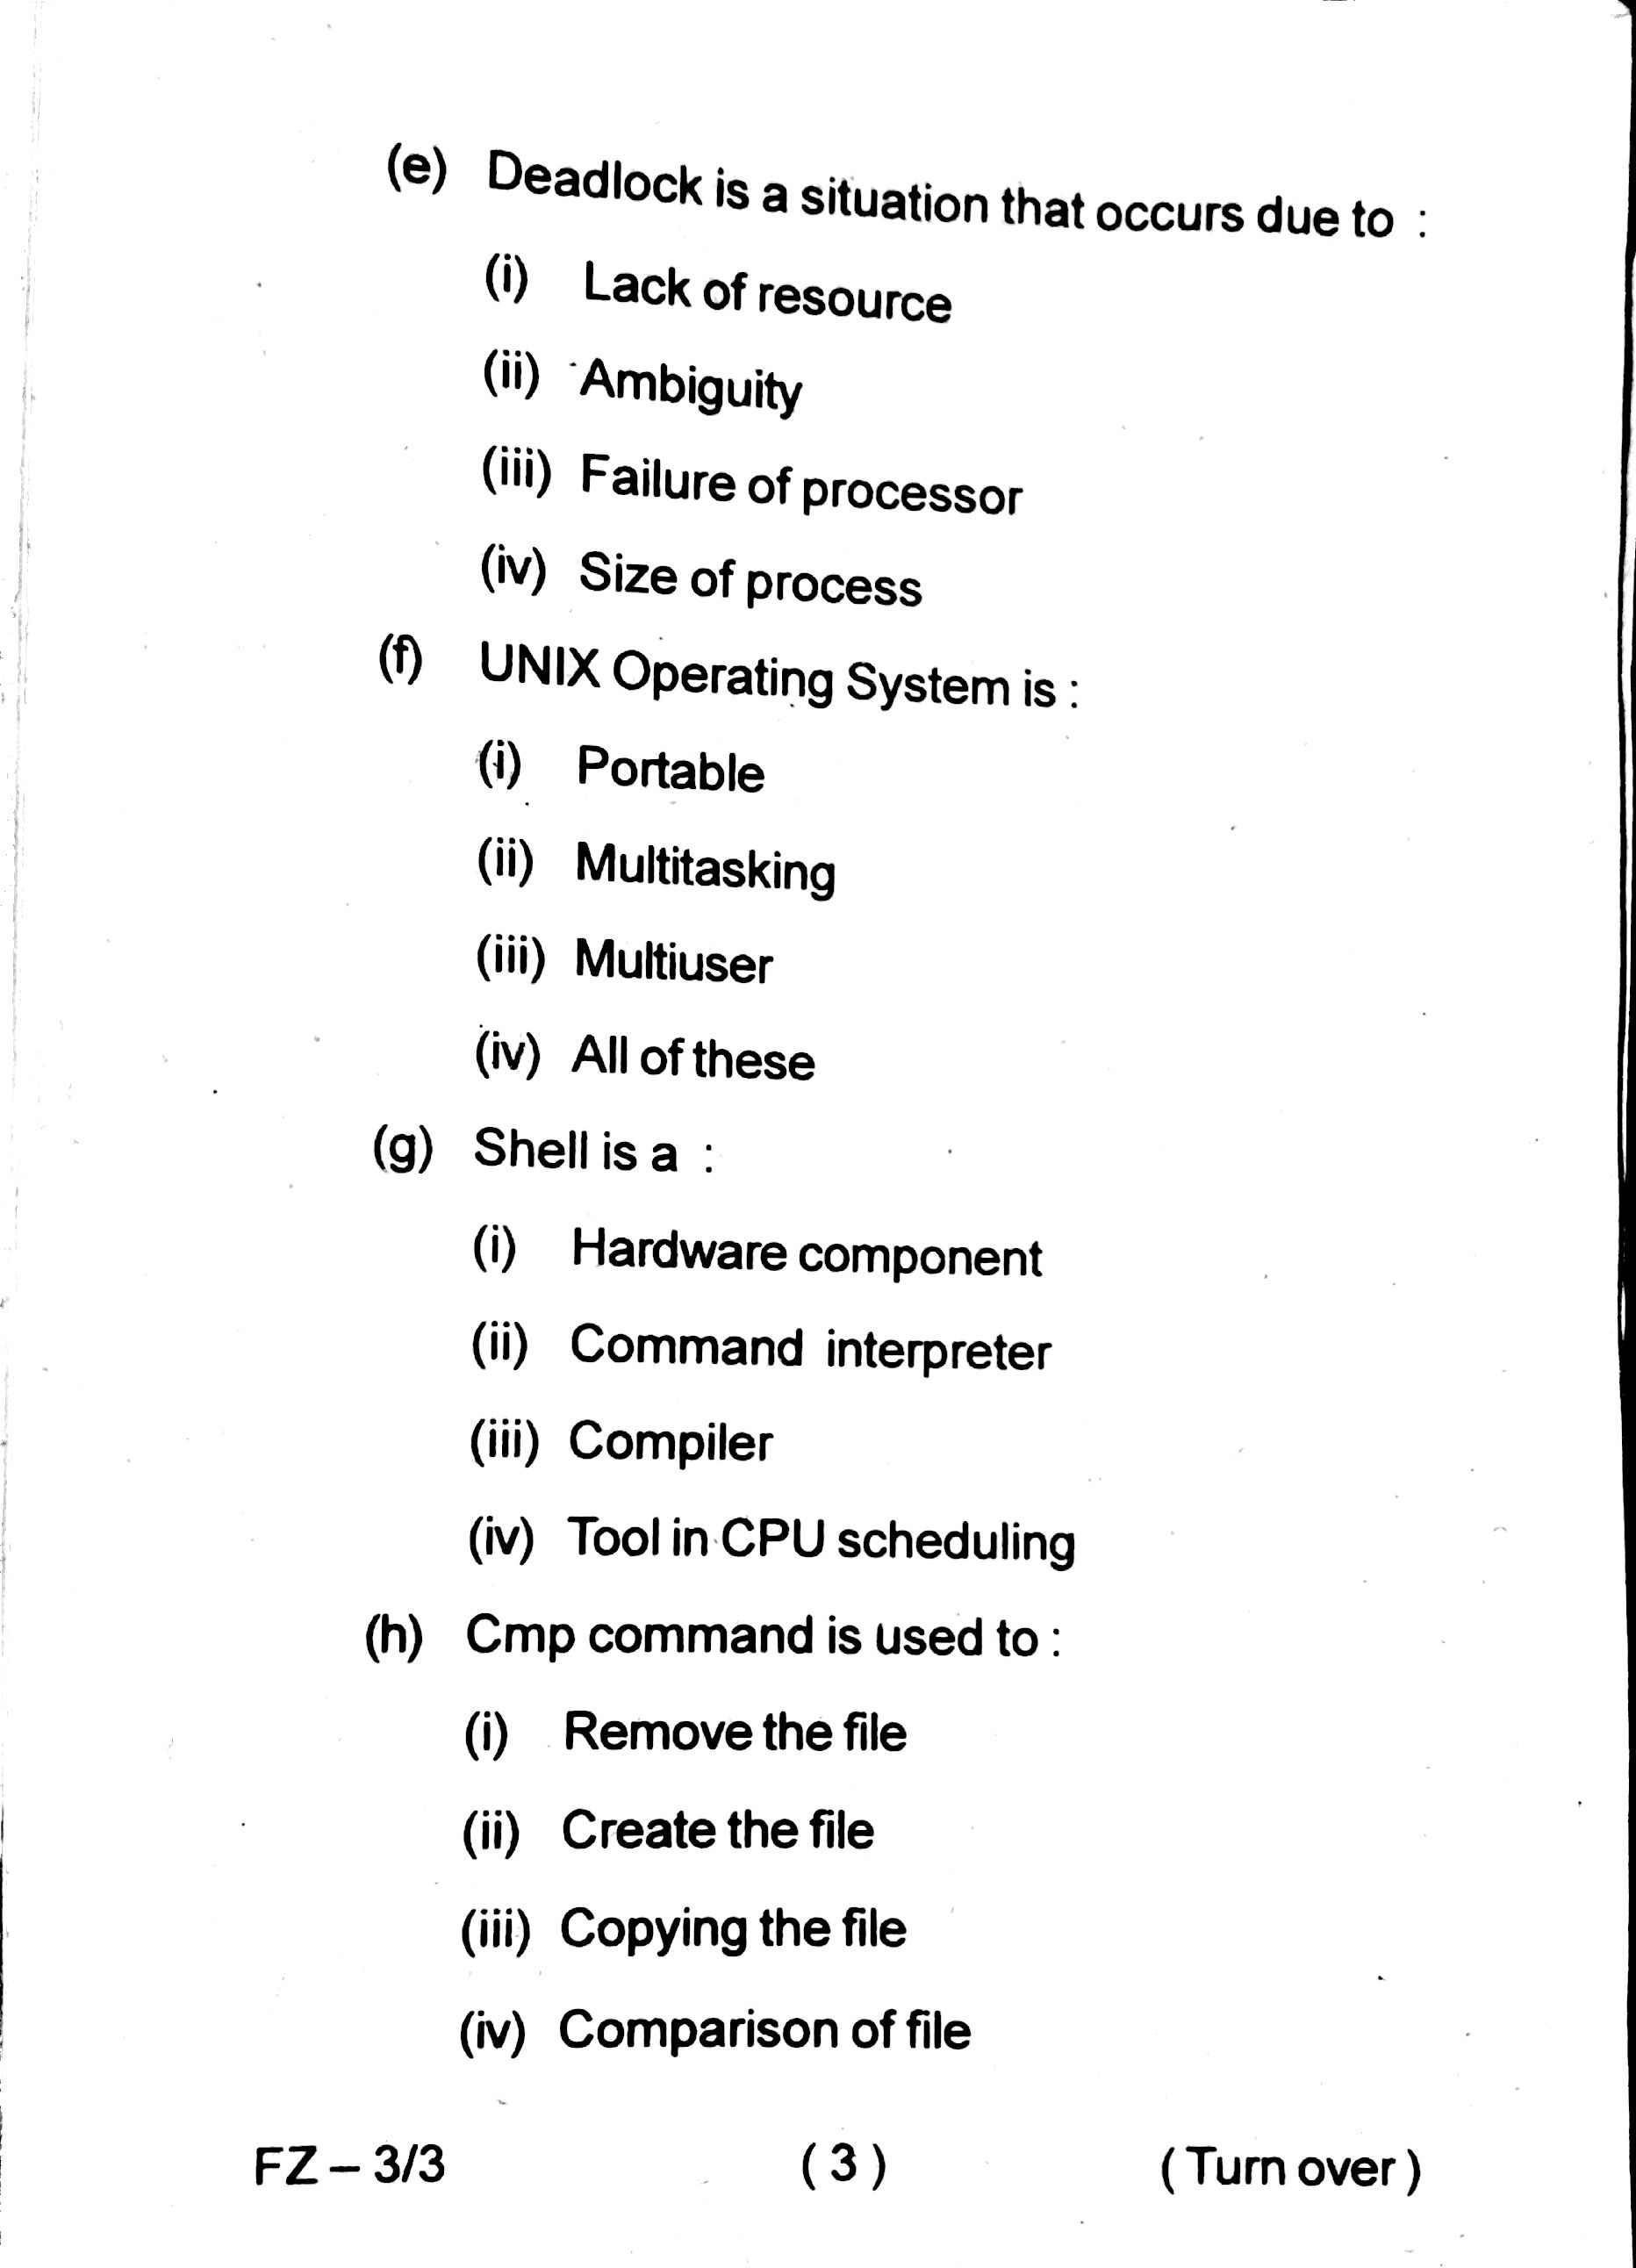 (e) Deadlock is a situation that occurs due to :
(i) Lack of resource
(ii) Ambiguity
(iii) Failure of processor
(iv) Size of process
(f) UNIX Operating System is :
(i) Portable
(ii) Multitasking
(iii) Multiuser
(iv) All of these
(g) Shell is a :
(i) Hardware component
(ii) Command interpreter
(iii) Compiler
(iv) Tool in CPU scheduling
(h) Cmp command is used to :
(i) Remove the file
(ii) Create the file
(iii) Copying the file
(iv) Comparison of file
FZ – 3/3 (3) (Turn over)